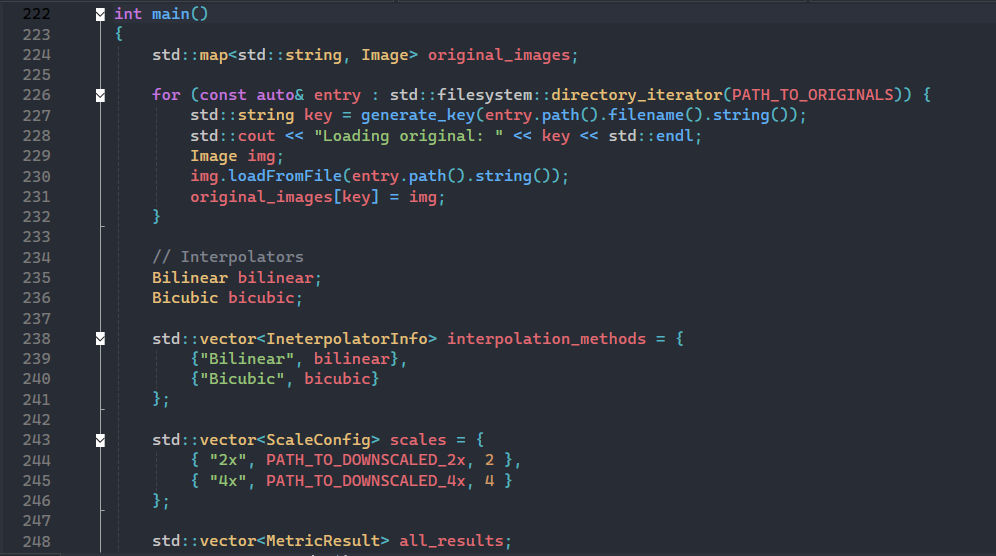 222 int main()
223 {
224 std::map<std::string, Image> original_images;
225
226 for (const auto& entry : std::filesystem::directory_iterator(PATH_TO_ORIGINALS)) {
227 std::string key = generate_key(entry.path().filename().string());
228 std::cout << "Loading original: " << key << std::endl;
229 Image img;
230 img.loadFromFile(entry.path().string());
231 original_images[key] = img;
232 }
233
234 // Interpolators
235 Bilinear bilinear;
236 Bicubic bicubic;
237
238 std::vector<IneterpolatorInfo> interpolation_methods = {
239 {"Bilinear", bilinear},
240 {"Bicubic", bicubic}
241 };
242
243 std::vector<ScaleConfig> scales = {
244 { "2x", PATH_TO_DOWNSCALED_2x, 2 },
245 { "4x", PATH_TO_DOWNSCALED_4x, 4 }
246 };
247
248 std::vector<MetricResult> all_results;